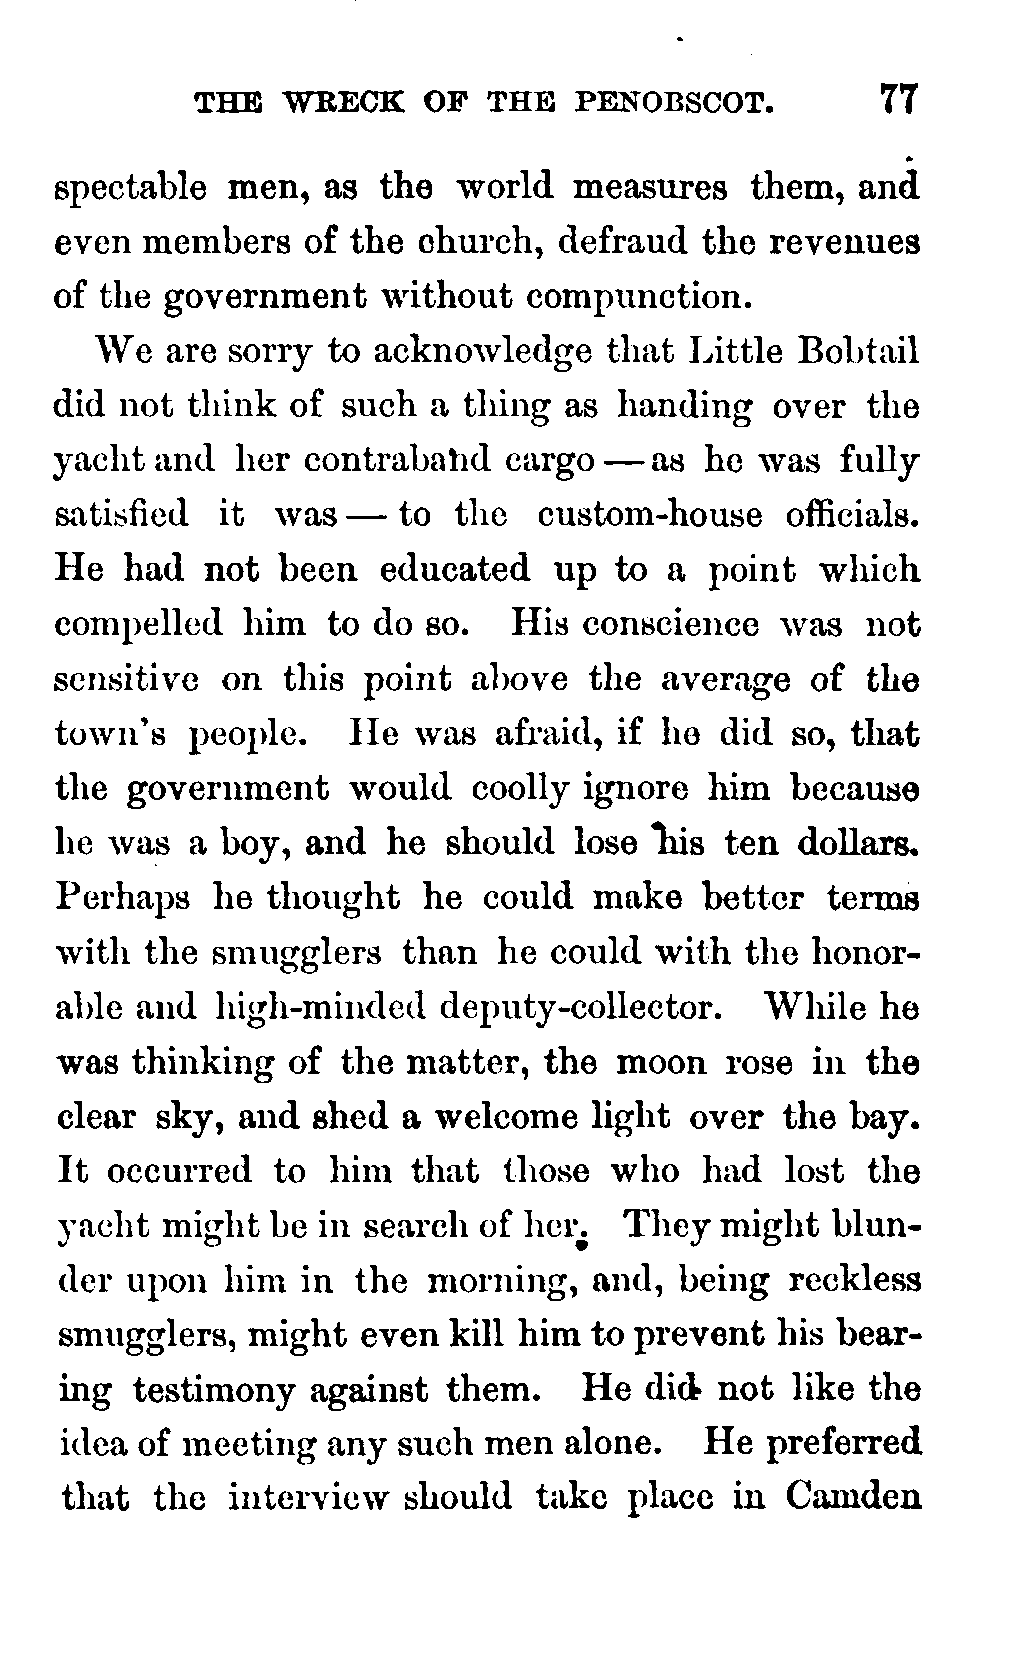 THE WRECK OF THE PENOBSCOT. 77
spectable men, as the world measures them, and
even members of the church, defraud the revenues
of the government without compunction.
We are sorry to acknowledge that Little Bobtail
did not think of such a thing as handing over the
yacht and her contraband cargo — as he was fully
satisfied it was — to the custom-house officials.
He had not been educated up to a point which
compelled him to do so. His conscience was not
sensitive on this point above the average of the
town's people. He was afraid, if he did so, that
the government would coolly ignore him because
he was a boy, and he should lose his ten dollars.
Perhaps he thought he could make better terms
with the smugglers than he could with the honor-
able and high-minded deputy-collector. While he
was thinking of the matter, the moon rose in the
clear sky, and shed a welcome light over the bay.
It occurred to him that those who had lost the
yacht might be in search of her. They might blun-
der upon him in the morning, and, being reckless
smugglers, might even kill him to prevent his bear-
ing testimony against them. He did not like the
idea of meeting any such men alone. He preferred
that the interview should take place in Camden